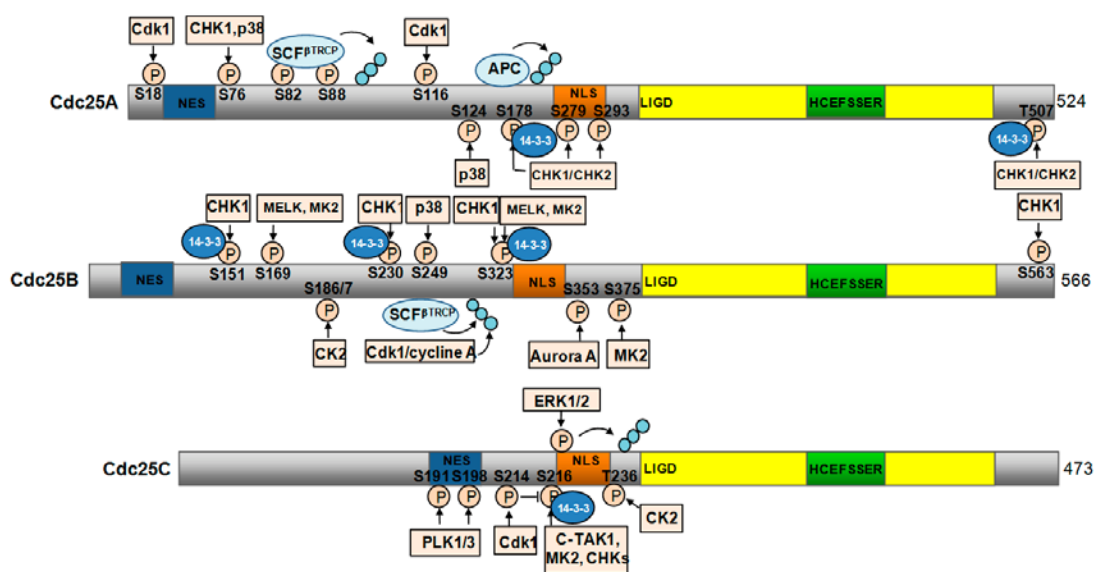 Cdk1
CHK1,p38
SCFβTRCP
Cdk1
APC
P P P P P
Cdc25A
S18
NES
S76
S82
S88
S116
S124
S178
NLS
S279
S293
LIGD
HCEFSSER
T507
524
P P P P P
14-3-3
14-3-3
p38
CHK1/CHK2
CHK1/CHK2
CHK1
MELK, MK2
CHK1
p38
CHK1
MELK, MK2
CHK1
14-3-3
14-3-3
14-3-3
P P P P P P
Cdc25B
NES
S151
S169
S186/7
S230
S249
S323
NLS
S353
S375
LIGD
HCEFSSER
S563
566
P
SCFβTRCP
P P
CK2
Cdk1/cycline A
Aurora A
MK2
ERK1/2
P
Cdc25C
NES
S191
S198
S214
S216
NLS
T236
LIGD
HCEFSSER
473
P P P P P
14-3-3
PLK1/3
Cdk1
C-TAK1,
MK2, CHKs
CK2